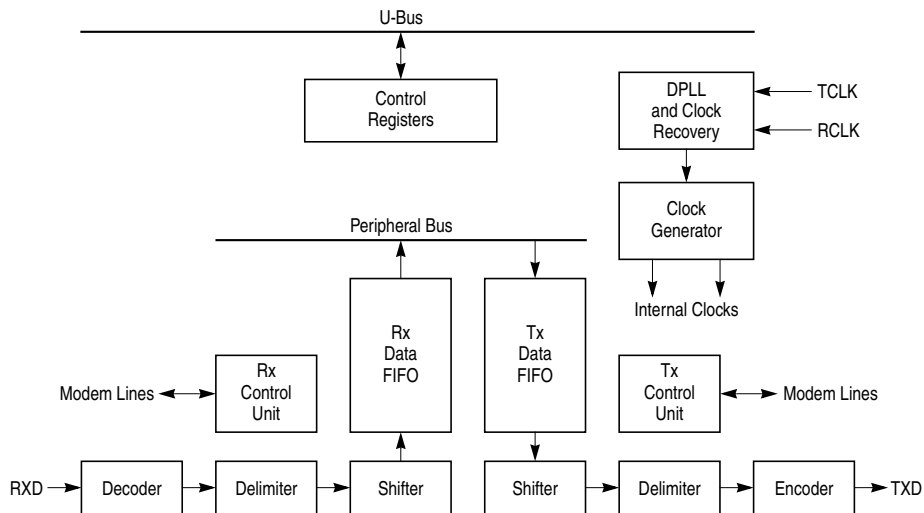 U-Bus
Control
Registers
DPLL
and Clock
Recovery
TCLK
RCLK
Clock
Generator
Internal Clocks
Peripheral Bus
Rx
Data
FIFO
Tx
Data
FIFO
Modem Lines
Rx
Control
Unit
Tx
Control
Unit
Modem Lines
RXD
Decoder
Delimiter
Shifter
Shifter
Delimiter
Encoder
TXD